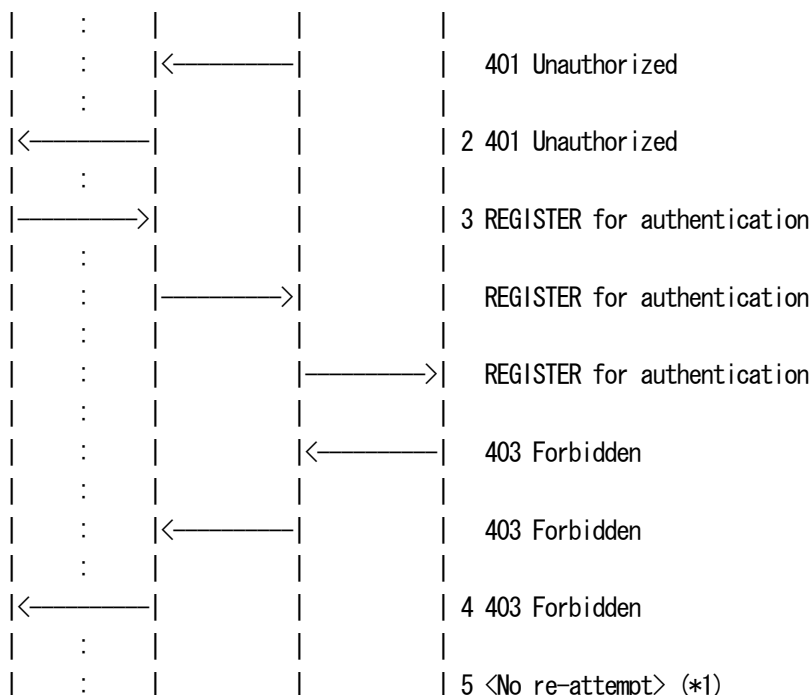 401 Unauthorized
2 401 Unauthorized
3 REGISTER for authentication
REGISTER for authentication
REGISTER for authentication
403 Forbidden
403 Forbidden
4 403 Forbidden
5 <No re-attempt> (*1)